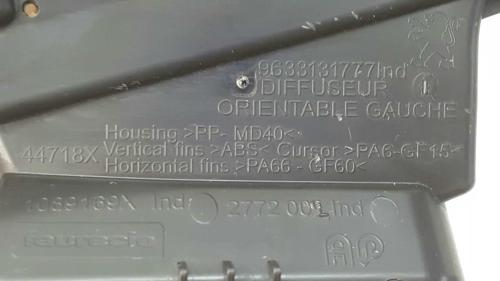 9633131777Ind
DIFFUSEUR
ORIENTABLE GAUCHE
Housing >PP- MD40<
44718X
Vertical fins >ABS< Cursor >PA6-GF15<
Horizontal fins >PA66 - GF60<
1089169X Ind
2772 00 Ind
faurecia